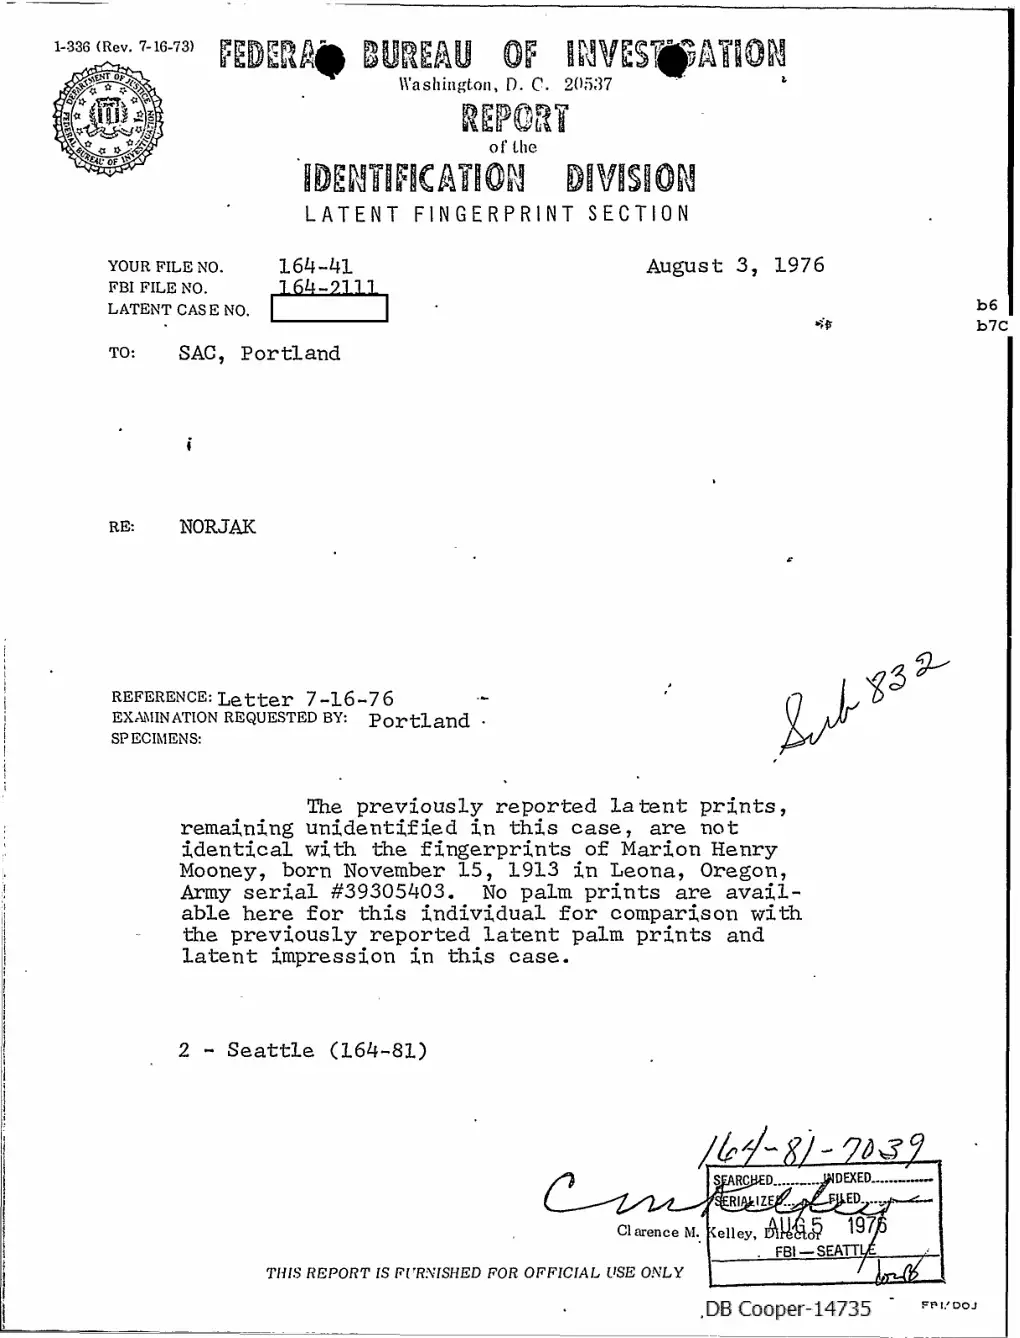 1-336 (Rev. 7-16-73)
FEDERAL BUREAU OF INVESTIGATION
Washington, D. C. 20537
REPORT
of the
IDENTIFICATION DIVISION
LATENT FINGERPRINT SECTION
DEPARTMENT OF JUSTICE
FEDERAL BUREAU OF INVESTIGATION
YOUR FILE NO. 164-41 August 3, 1976
FBI FILE NO. 164-2111
LATENT CASE NO.
b6
b7C
TO: SAC, Portland
RE: NORJAK
REFERENCE: Letter 7-16-76
EXAMINATION REQUESTED BY: Portland
SPECIMENS:
Sub 832
The previously reported latent prints,
remaining unidentified in this case, are not
identical with the fingerprints of Marion Henry
Mooney, born November 15, 1913 in Leona, Oregon,
Army serial #39305403. No palm prints are avail-
able here for this individual for comparison with
the previously reported latent palm prints and
latent impression in this case.
2 - Seattle (164-81)
164-81-7039
SEARCHED INDEXED
SERIALIZED FILED
AUG 5 1976
FBI — SEATTLE
Clarence M. Kelley, Director
THIS REPORT IS FURNISHED FOR OFFICIAL USE ONLY
DB Cooper-14735
FBI/DOJ